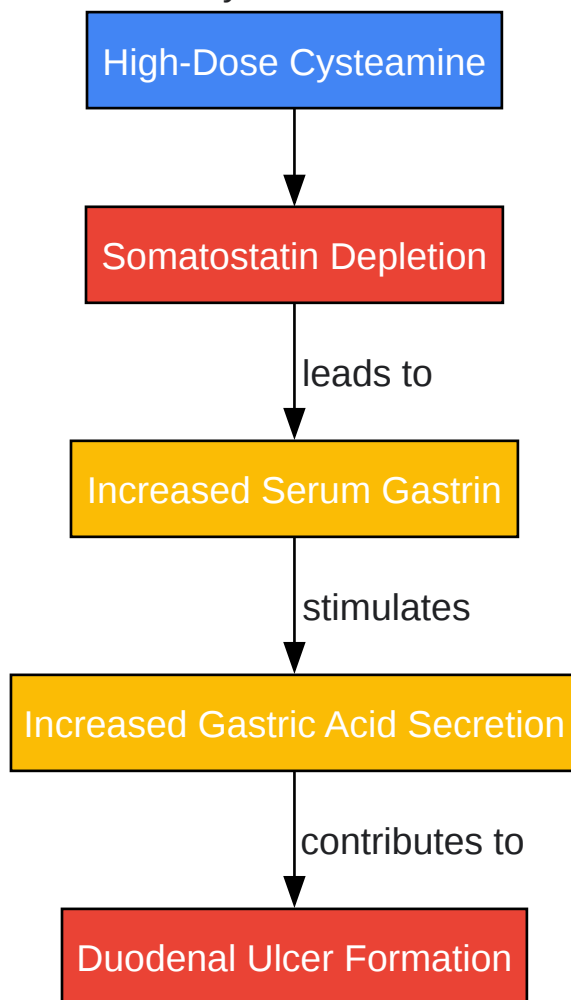 High-Dose Cysteamine
Somatostatin Depletion
leads to
Increased Serum Gastrin
stimulates
Increased Gastric Acid Secretion
contributes to
Duodenal Ulcer Formation